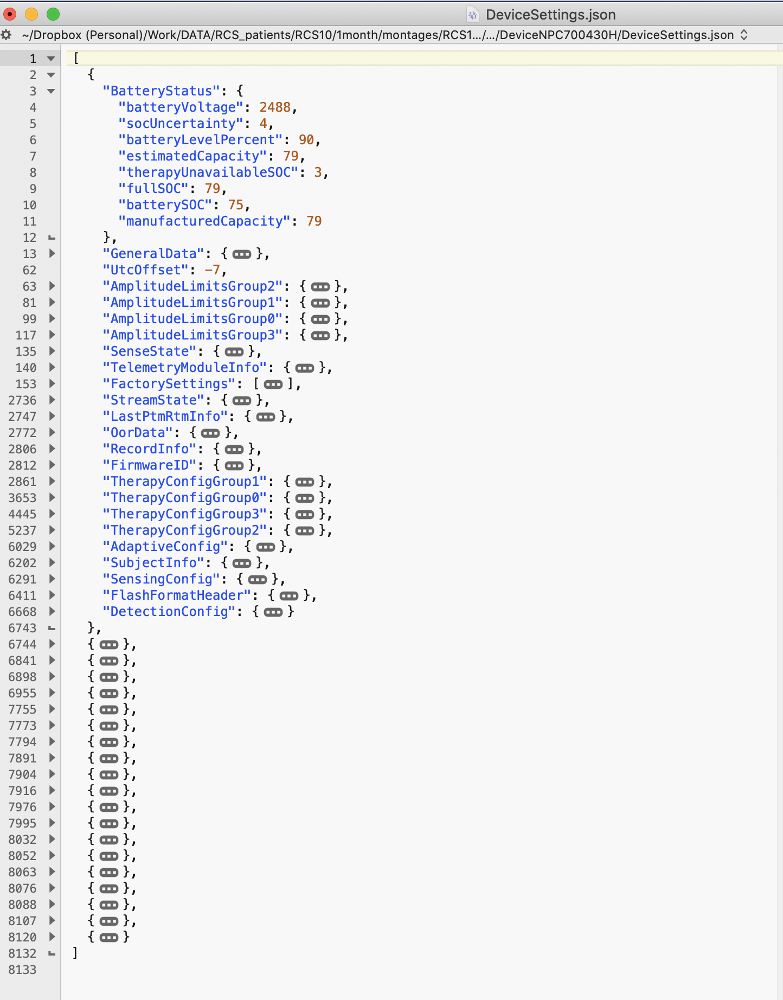 DeviceSettings.json
~/Dropbox (Personal)/Work/DATA/RCS_patients/RCS10/1month/montages/RCS1.../.../DeviceNPC700430H/DeviceSettings.json
1 [
2 {
3 "BatteryStatus": {
4 "batteryVoltage": 2488,
5 "socUncertainty": 4,
6 "batteryLevelPercent": 90,
7 "estimatedCapacity": 79,
8 "therapyUnavailableSOC": 3,
9 "fullSOC": 79,
10 "batterySOC": 75,
11 "manufacturedCapacity": 79
12 },
13 "GeneralData": { ... },
62 "UtcOffset": -7,
63 "AmplitudeLimitsGroup2": { ... },
81 "AmplitudeLimitsGroup1": { ... },
99 "AmplitudeLimitsGroup0": { ... },
117 "AmplitudeLimitsGroup3": { ... },
135 "SenseState": { ... },
140 "TelemetryModuleInfo": { ... },
153 "FactorySettings": [ ... ],
2736 "StreamState": { ... },
2747 "LastPtmRtmInfo": { ... },
2772 "OorData": { ... },
2806 "RecordInfo": { ... },
2812 "FirmwareID": { ... },
2861 "TherapyConfigGroup1": { ... },
3653 "TherapyConfigGroup0": { ... },
4445 "TherapyConfigGroup3": { ... },
5237 "TherapyConfigGroup2": { ... },
6029 "AdaptiveConfig": { ... },
6202 "SubjectInfo": { ... },
6291 "SensingConfig": { ... },
6411 "FlashFormatHeader": { ... },
6668 "DetectionConfig": { ... }
6743 },
6744 { ... },
6841 { ... },
6898 { ... },
6955 { ... },
7755 { ... },
7773 { ... },
7794 { ... },
7891 { ... },
7904 { ... },
7916 { ... },
7976 { ... },
7995 { ... },
8032 { ... },
8052 { ... },
8063 { ... },
8076 { ... },
8088 { ... },
8107 { ... },
8120 { ... }
8132 ]
8133